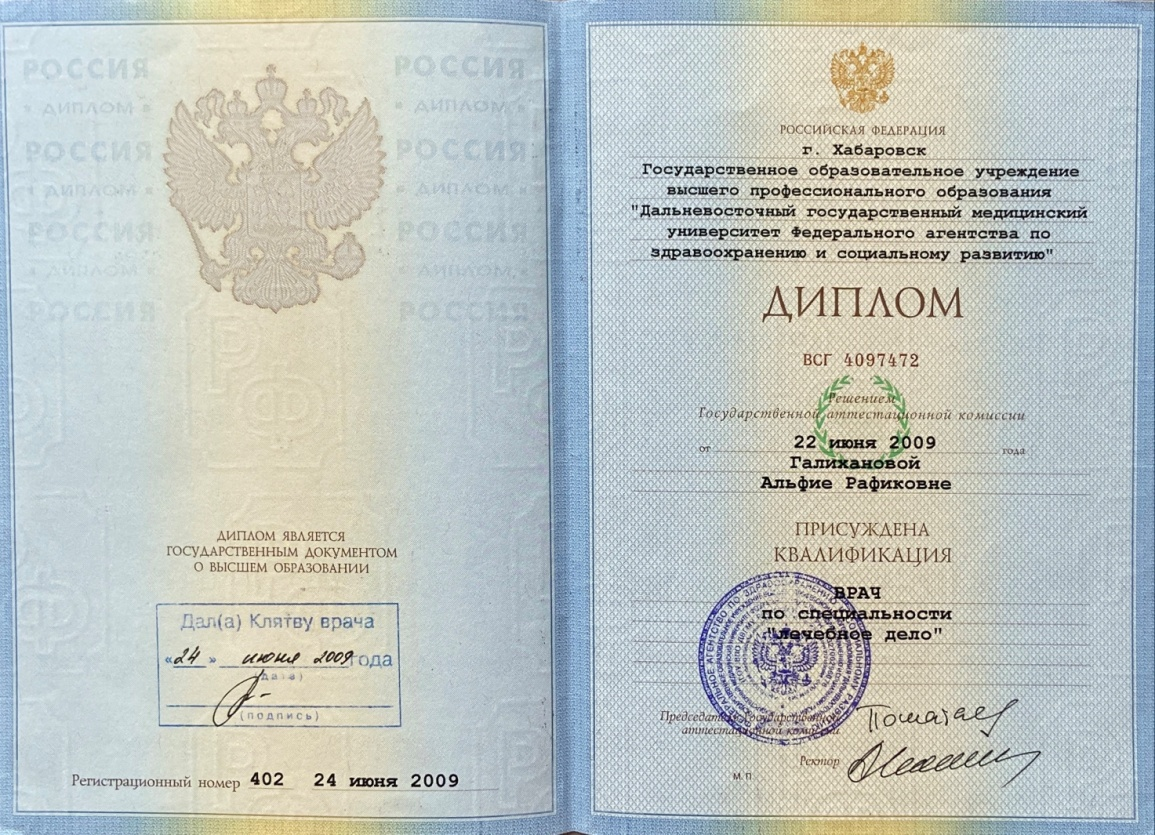 РОССИЯ РОССИЯ
ДИПЛОМ ДИПЛОМ
РОССИЯ РОССИЯ
ДИПЛОМ ДИПЛОМ
РОССИЯ РОССИЯ
ДИПЛОМ ДИПЛОМ
РОССИЯ РОССИЯ
РФ
ДИПЛОМ ЯВЛЯЕТСЯ
ГОСУДАРСТВЕННЫМ ДОКУМЕНТОМ
О ВЫСШЕМ ОБРАЗОВАНИИ
Дал(а) Клятву врача
«24» июня 2009 года
(дата)
(подпись)
Регистрационный номер 402 24 июня 2009
РОССИЙСКАЯ ФЕДЕРАЦИЯ
г. Хабаровск
Государственное образовательное учреждение
высшего профессионального образования
"Дальневосточный государственный медицинский
университет Федерального агентства по
здравоохранению и социальному развитию"
ДИПЛОМ
ВСГ 4097472
Решением
Государственной аттестационной комиссии
от 22 июня 2009 года
Галихановой
Альфие Рафиковне
ПРИСУЖДЕНА
КВАЛИФИКАЦИЯ
ВРАЧ
по специальности
"лечебное дело"
Председатель Государственной
аттестационной комиссии
Ректор
М.П.